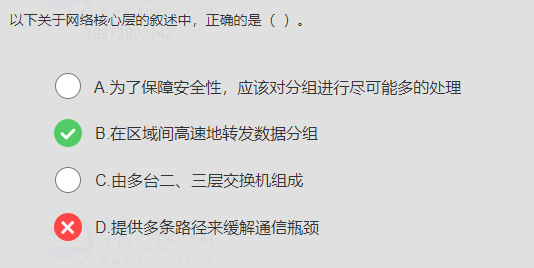 以下关于网络核心层的叙述中，正确的是（ ）。
18373802342
A.为了保障安全性，应该对分组进行尽可能多的处理
B.在区域间高速地转发数据分组
C.由多台二、三层交换机组成
D.提供多条路径来缓解通信瓶颈